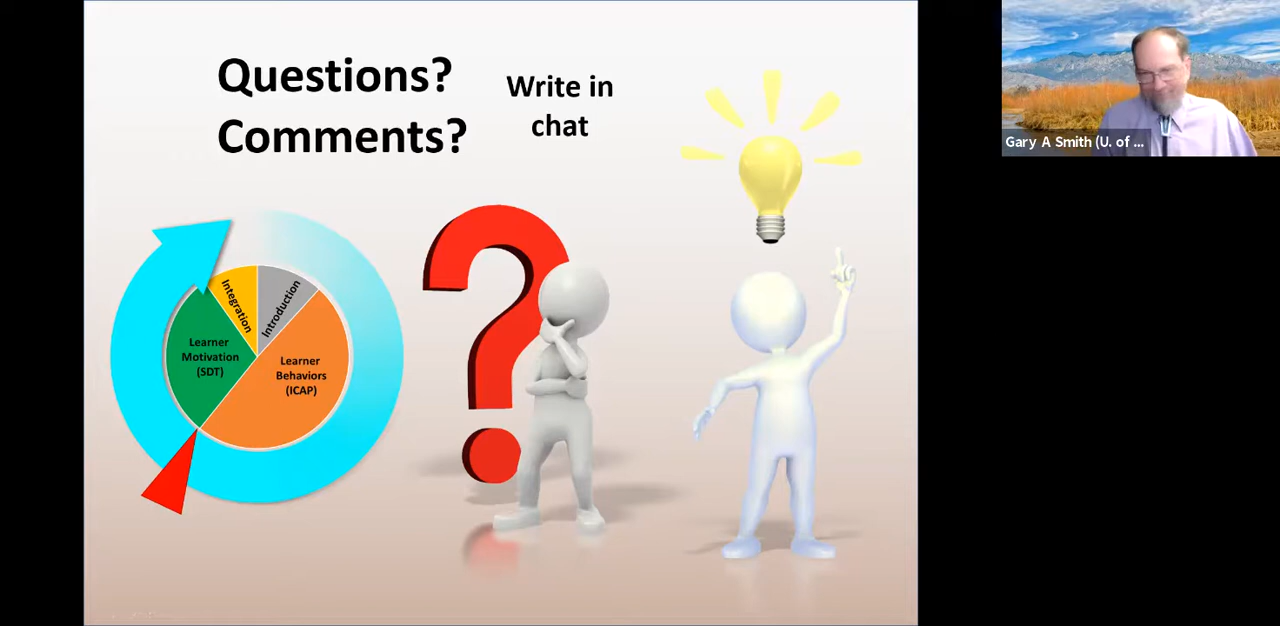 Questions?
Comments?
Write in
chat
Integration
Introduction
Learner
Motivation
(SDT)
Learner
Behaviors
(ICAP)
Gary A Smith (U. of ...